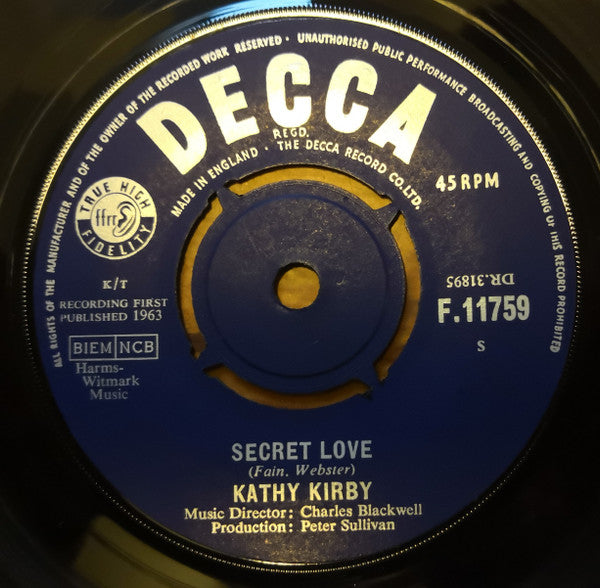 ALL RIGHTS OF THE MANUFACTURER AND OF THE OWNER OF THE RECORDED WORK RESERVED · UNAUTHORISED PUBLIC PERFORMANCE BROADCASTING AND COPYING OF THIS RECORD PROHIBITED
DECCA
REGD.
MADE IN ENGLAND · THE DECCA RECORD CO. LTD.
45 RPM
TRUE HIGH
ffrr
FIDELITY
K/T
RECORDING FIRST
PUBLISHED 1963
BIEM NCB
Harms-
Witmark
Music
DR.31895
F.11759
S
SECRET LOVE
(Fain, Webster)
KATHY KIRBY
Music Director: Charles Blackwell
Production: Peter Sullivan